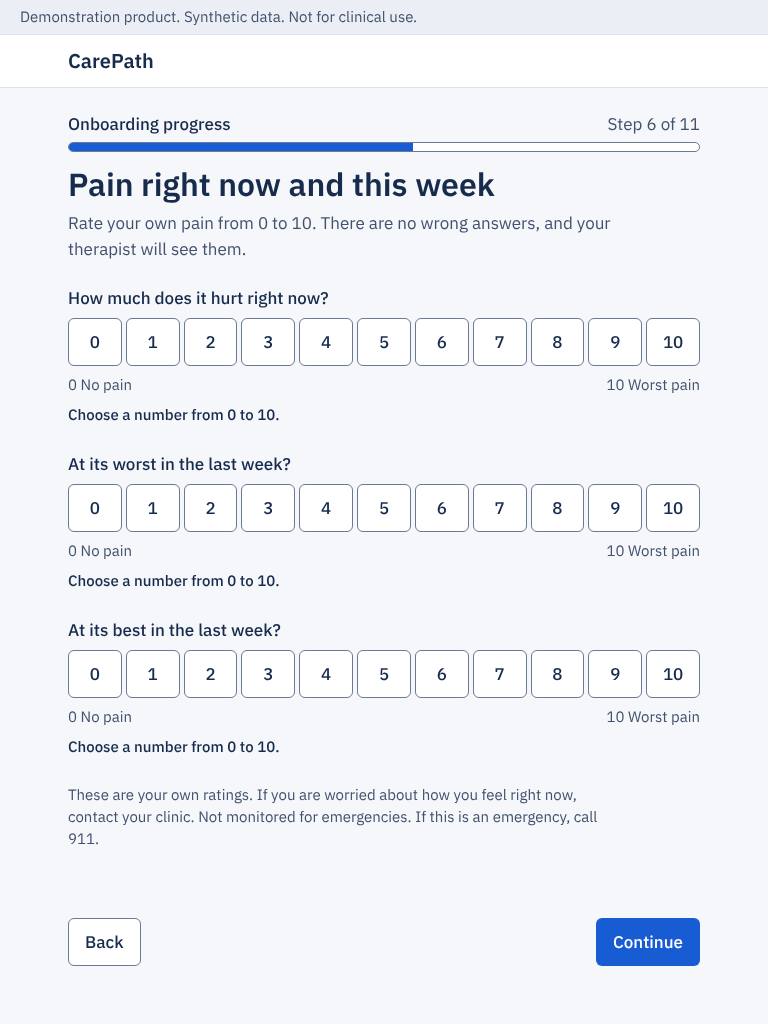 Demonstration product. Synthetic data. Not for clinical use.
CarePath
Onboarding progress Step 6 of 11
Pain right now and this week
Rate your own pain from 0 to 10. There are no wrong answers, and your
therapist will see them.
How much does it hurt right now?
0 1 2 3 4 5 6 7 8 9 10
0 No pain 10 Worst pain
Choose a number from 0 to 10.
At its worst in the last week?
0 1 2 3 4 5 6 7 8 9 10
0 No pain 10 Worst pain
Choose a number from 0 to 10.
At its best in the last week?
0 1 2 3 4 5 6 7 8 9 10
0 No pain 10 Worst pain
Choose a number from 0 to 10.
These are your own ratings. If you are worried about how you feel right now,
contact your clinic. Not monitored for emergencies. If this is an emergency, call
911.
Back Continue